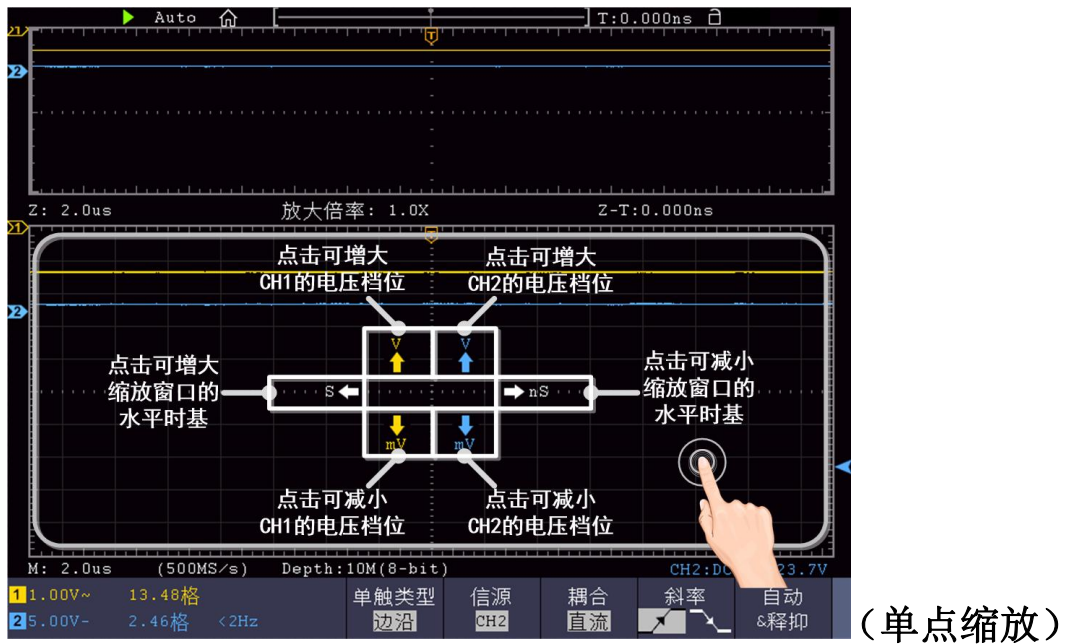 Auto T:0.000ns
T
1
2
Z: 2.0us 放大倍率: 1.0X Z-T:0.000ns
1
点击可增大
CH1的电压档位
点击可增大
CH2的电压档位
2
V V
点击可增大
缩放窗口的
水平时基
S nS
点击可减小
缩放窗口的
水平时基
mV mV
点击可减小
CH1的电压档位
点击可减小
CH2的电压档位
M: 2.0us (500MS/s) Depth:10M(8-bit) CH2:DC 23.7V
1 1.00V~ 13.48格
2 5.00V- 2.46格 <2Hz
单触类型
边沿
信源
CH2
耦合
直流
斜率
自动
&释抑
（单点缩放）